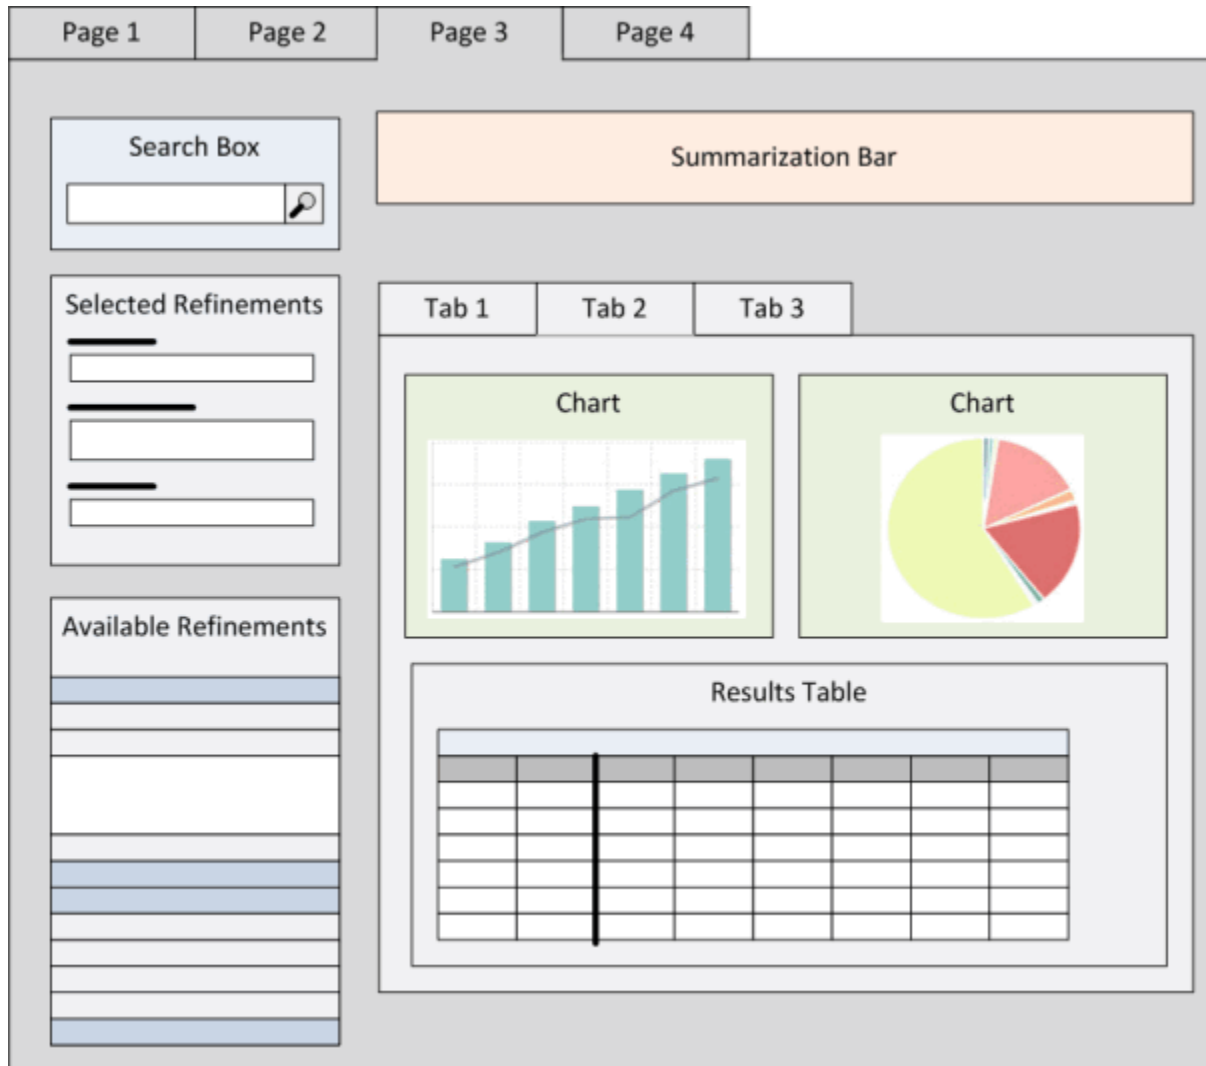 Page 1
Page 2
Page 3
Page 4
Search Box
Summarization Bar
Selected Refinements
Tab 1
Tab 2
Tab 3
Chart
Chart
Available Refinements
Results Table